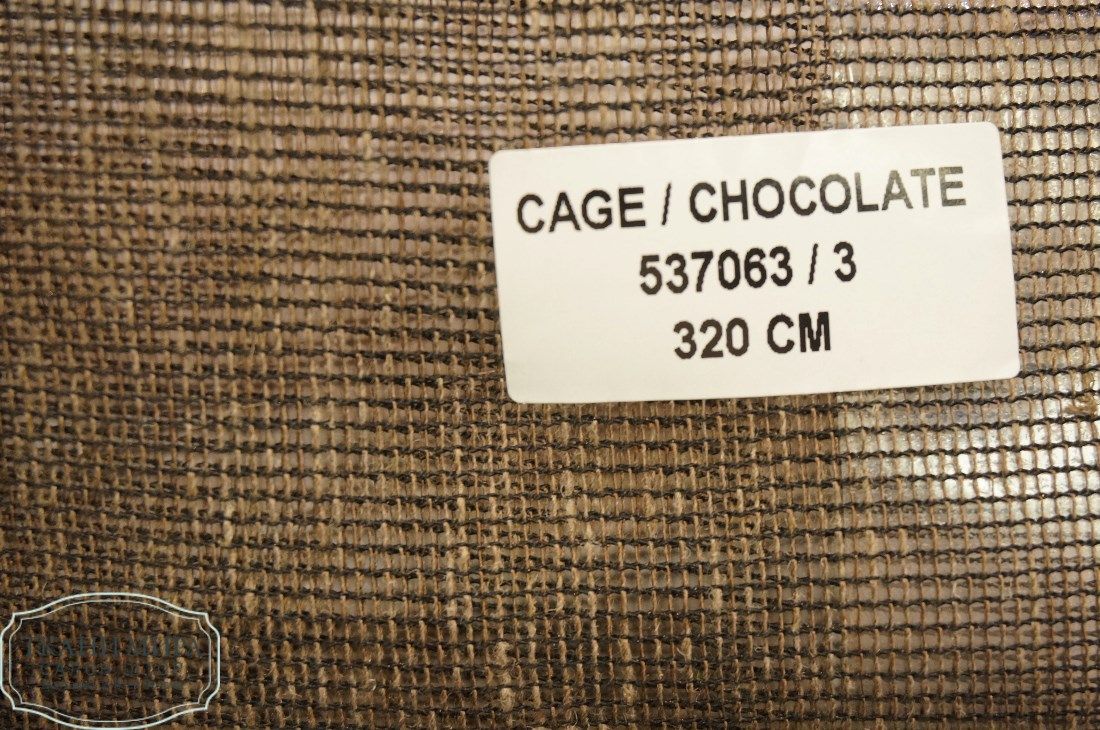 CAGE / CHOCOLATE
537063 / 3
320 CM